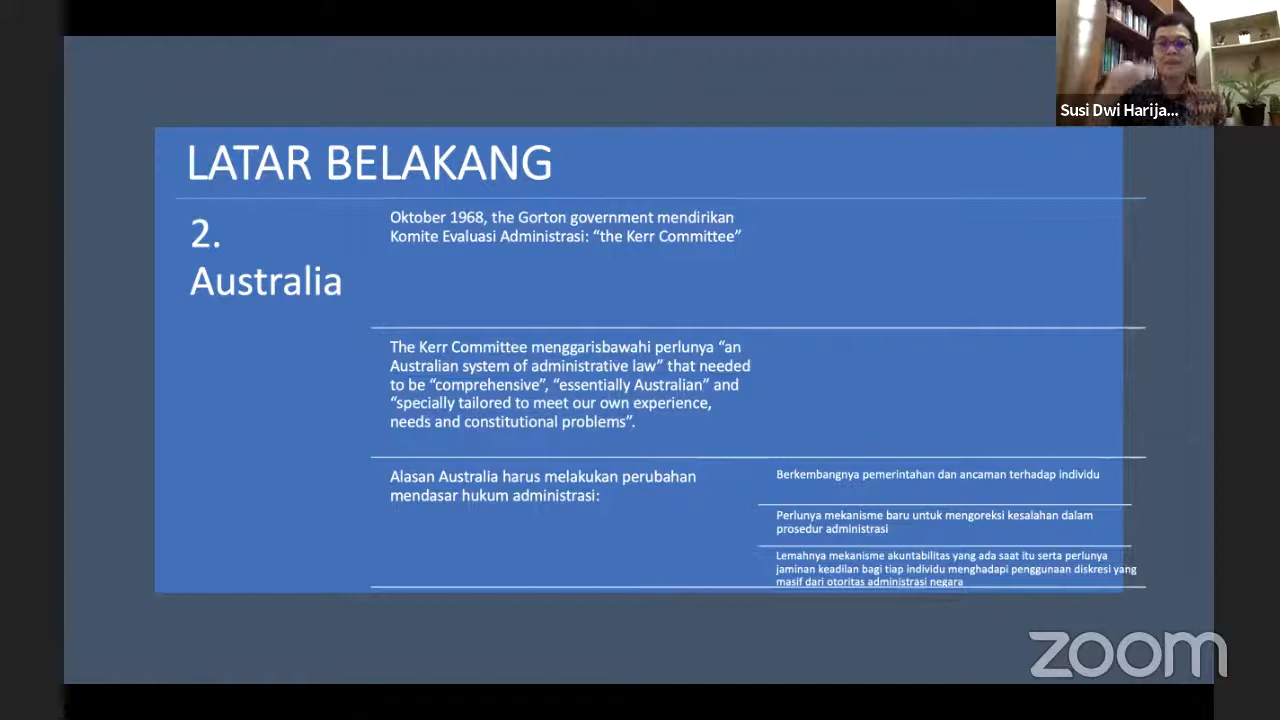 Susi Dwi Harija...
LATAR BELAKANG
2.
Australia
Oktober 1968, the Gorton government mendirikan
Komite Evaluasi Administrasi: “the Kerr Committee”
The Kerr Committee menggarisbawahi perlunya “an
Australian system of administrative law” that needed
to be “comprehensive”, “essentially Australian” and
“specially tailored to meet our own experience,
needs and constitutional problems”.
Alasan Australia harus melakukan perubahan
mendasar hukum administrasi:
Berkembangnya pemerintahan dan ancaman terhadap individu
Perlunya mekanisme baru untuk mengoreksi kesalahan dalam
prosedur administrasi
Lemahnya mekanisme akuntabilitas yang ada saat itu serta perlunya
jaminan keadilan bagi tiap individu menghadapi penggunaan diskresi yang
masif dari otoritas administrasi negara
zoom